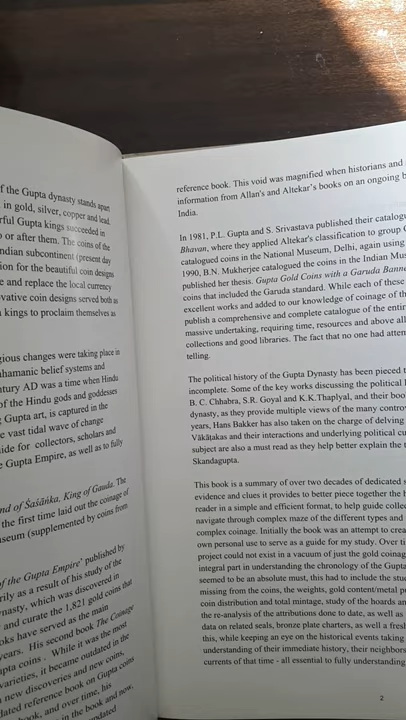 f the Gupta dynasty stands apart
in gold, silver, copper and lead.
rful Gupta kings succeeded in
o or after them. The coins of the
ndian subcontinent (present day
ion for the beautiful coin designs
e and replace the local currency
vative coin designs served both as
kings to proclaim themselves as
gious changes were taking place in
ahamanic belief systems and
ntury AD was a time when Hindu
of the Hindu gods and goddesses
Gupta art, is captured in the
e vast tidal wave of change
uide for collectors, scholars and
e Gupta Empire, as well as to fully
nd of Śaśāṅka, King of Gauda. The
the first time laid out the coinage of
useum (supplemented by coins from
of the Gupta Empire' published by
rily as a result of his study of the
nasty, which was discovered in
and curate the 1,821 gold coins that
oks have served as the main
years. His second book The Coinage
upta coins . While it was the most
varieties, it became outdated in the
new discoveries and new coins,
dated reference book on Gupta coins
ook, and over time, his
in the book and now,
pdated
reference book. This void was magnified when historians and
information from Allan's and Altekar's books on an ongoing b
India.
In 1981, P.L. Gupta and S. Srivastava published their catalogu
Bhavan, where they applied Altekar's classification to group G
catalogued coins in the National Museum, Delhi, again using
1990, B.N. Mukherjee catalogued the coins in the Indian Mus
published her thesis. Gupta Gold Coins with a Garuda Banne
coins that included the Garuda standard. While each of these
excellent works and added to our knowledge of coinage of th
publish a comprehensive and complete catalogue of the entir
massive undertaking, requiring time, resources and above all
collections and good libraries. The fact that no one had attem
telling.
The political history of the Gupta Dynasty has been pieced t
incomplete. Some of the key works discussing the political h
B. C. Chhabra, S.R. Goyal and K.K.Thaplyal, and their boo
dynasty, as they provide multiple views of the many controv
years, Hans Bakker has also taken on the charge of delving
Vākāṭakas and their interactions and underlying political cu
subject are also a must read as they help better explain the t
Skandagupta.
This book is a summary of over two decades of dedicated s
evidence and clues it provides to better piece together the h
reader in a simple and efficient format, to help guide collec
navigate through complex maze of the different types and
complex coinage. Initially the book was an attempt to crea
own personal use to serve as a guide for my study. Over ti
project could not exist in a vacuum of just the gold coinag
integral part in understanding the chronology of the Gupta
seemed to be an absolute must, this had to include the stu
missing from the coins, the weights, gold content/metal p
coin distribution and total mintage, study of the hoards an
the re-analysis of the attributions done to date, as well as
data on related seals, bronze plate charters, as well a fresh
this, while keeping an eye on the historical events taking
understanding of their immediate history, their neighbors
currents of that time - all essential to fully understanding
2